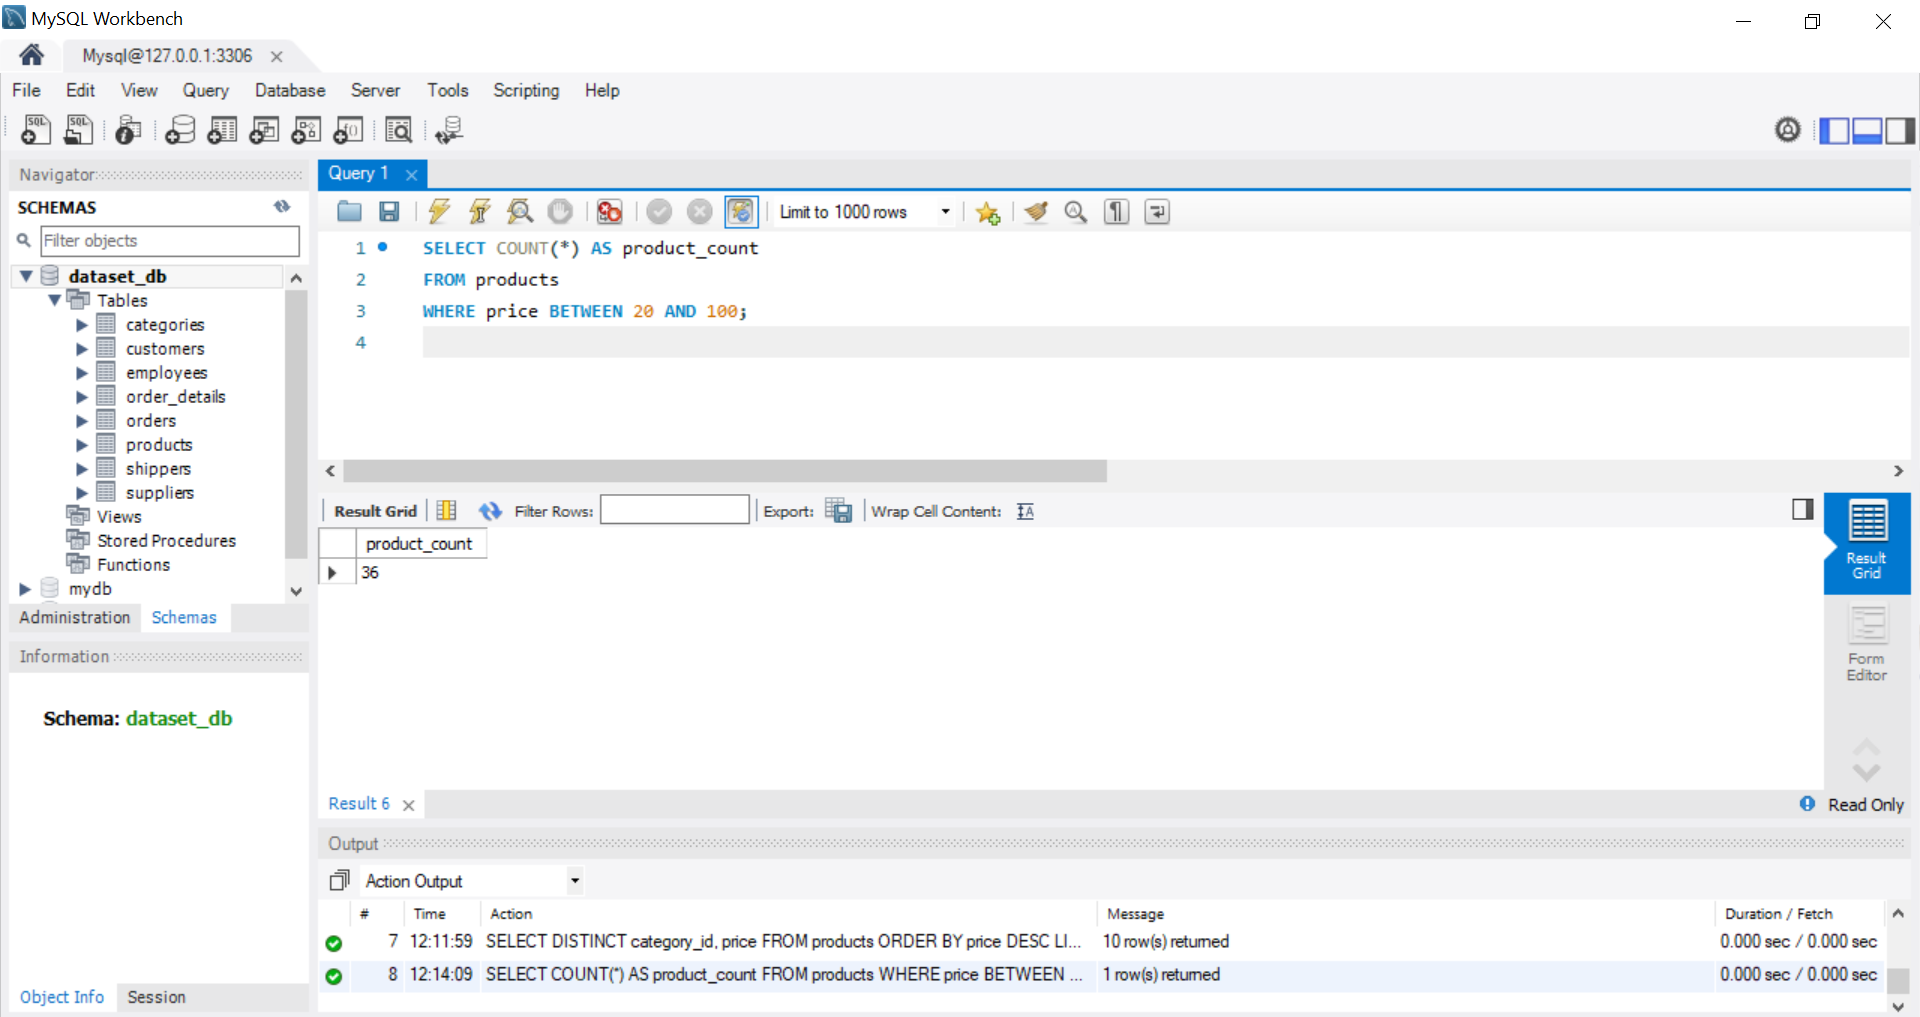 MySQL Workbench
Mysql@127.0.0.1:3306
File Edit View Query Database Server Tools Scripting Help
Navigator
SCHEMAS
Filter objects
dataset_db
Tables
categories
customers
employees
order_details
orders
products
shippers
suppliers
Views
Stored Procedures
Functions
mydb
Administration Schemas
Information
Schema: dataset_db
Object Info Session
Query 1
Limit to 1000 rows
1 SELECT COUNT(*) AS product_count
2 FROM products
3 WHERE price BETWEEN 20 AND 100;
4
Result Grid Filter Rows: Export: Wrap Cell Content:
product_count
36
Result Grid
Form Editor
Result 6
Read Only
Output
Action Output
# Time Action Message Duration / Fetch
7 12:11:59 SELECT DISTINCT category_id, price FROM products ORDER BY price DESC LI... 10 row(s) returned 0.000 sec / 0.000 sec
8 12:14:09 SELECT COUNT(*) AS product_count FROM products WHERE price BETWEEN ... 1 row(s) returned 0.000 sec / 0.000 sec